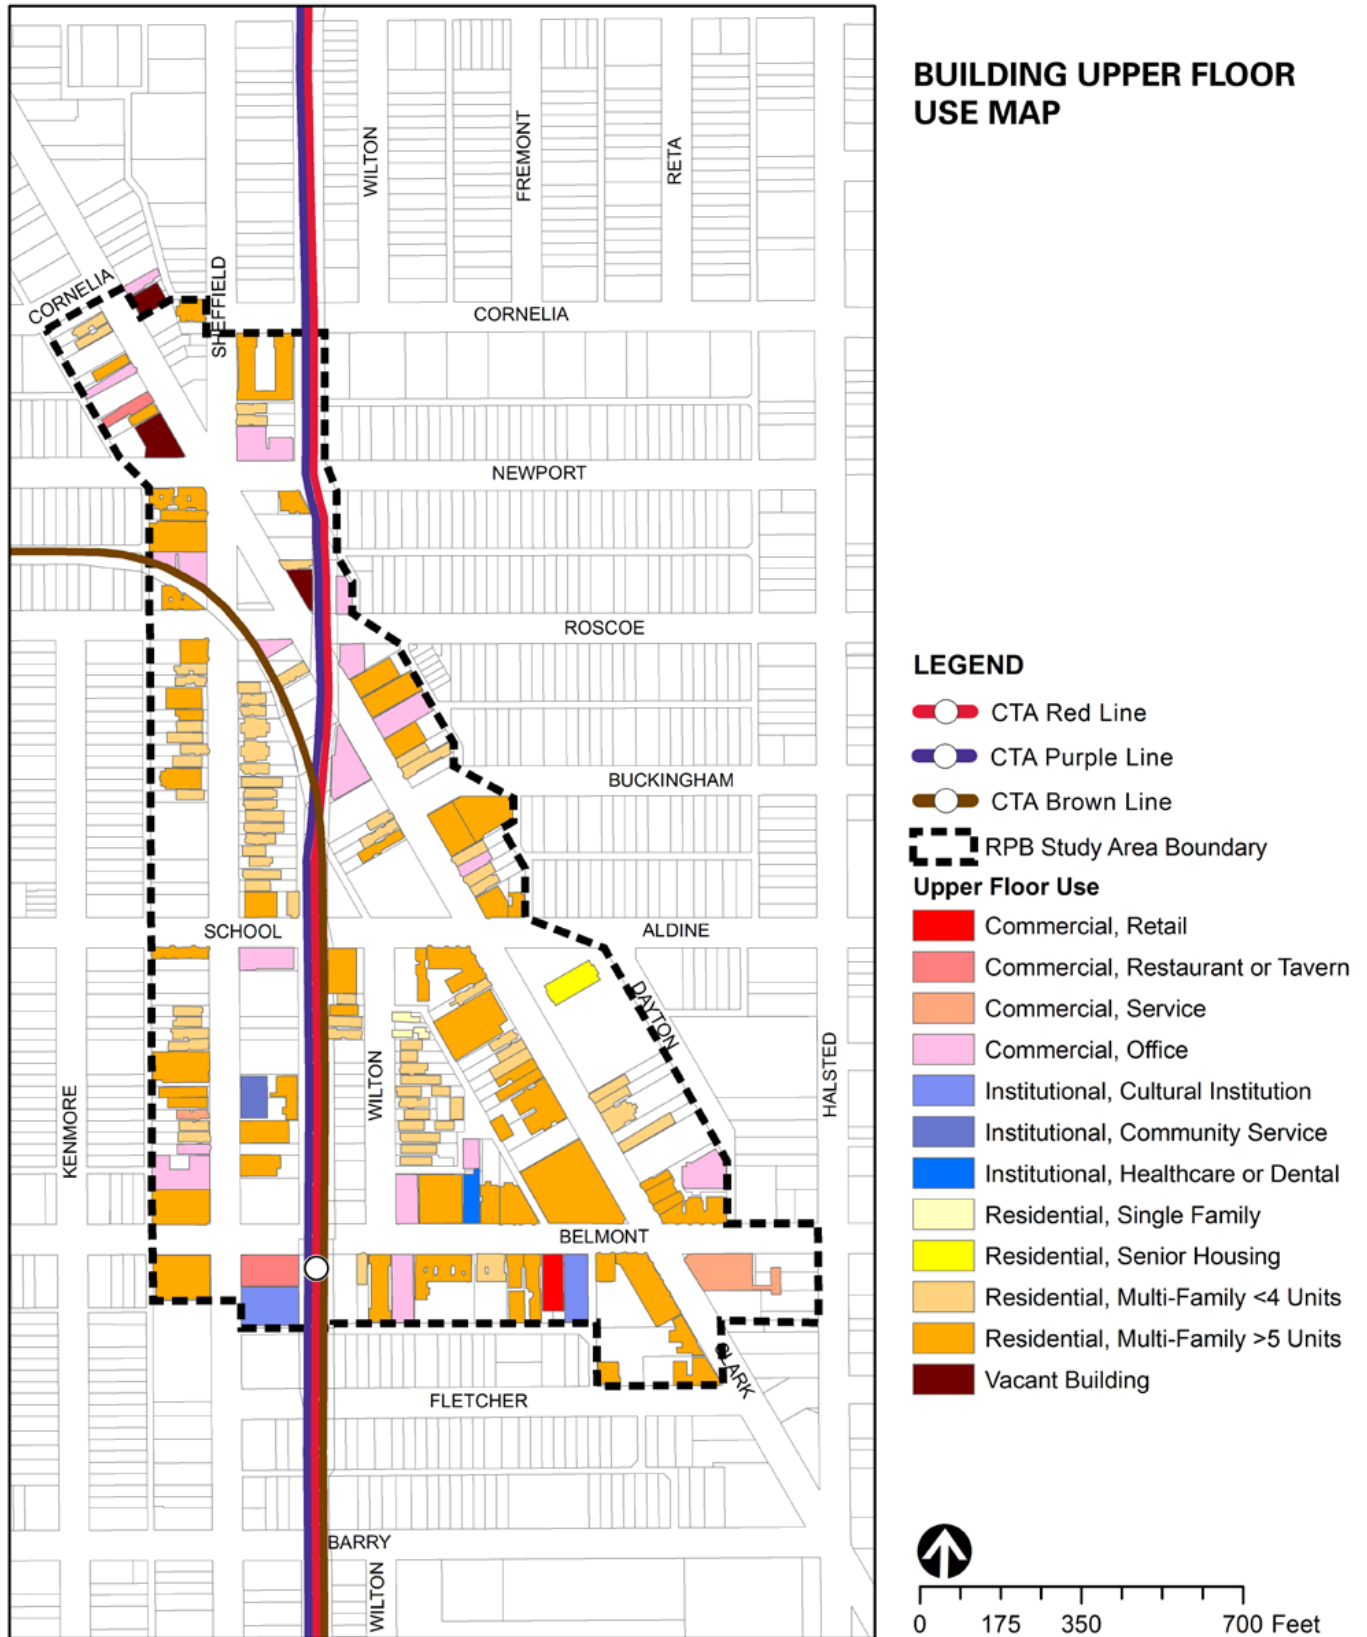 BUILDING UPPER FLOOR
USE MAP
WILTON
FREMONT
RETA
CORNELIA
SHEFFIELD
CORNELIA
NEWPORT
ROSCOE
BUCKINGHAM
SCHOOL
ALDINE
DAYTON
HALSTED
WILTON
KENMORE
BELMONT
CLARK
FLETCHER
BARRY
WILTON
LEGEND
CTA Red Line
CTA Purple Line
CTA Brown Line
RPB Study Area Boundary
Upper Floor Use
Commercial, Retail
Commercial, Restaurant or Tavern
Commercial, Service
Commercial, Office
Institutional, Cultural Institution
Institutional, Community Service
Institutional, Healthcare or Dental
Residential, Single Family
Residential, Senior Housing
Residential, Multi-Family <4 Units
Residential, Multi-Family >5 Units
Vacant Building
0 175 350 700 Feet